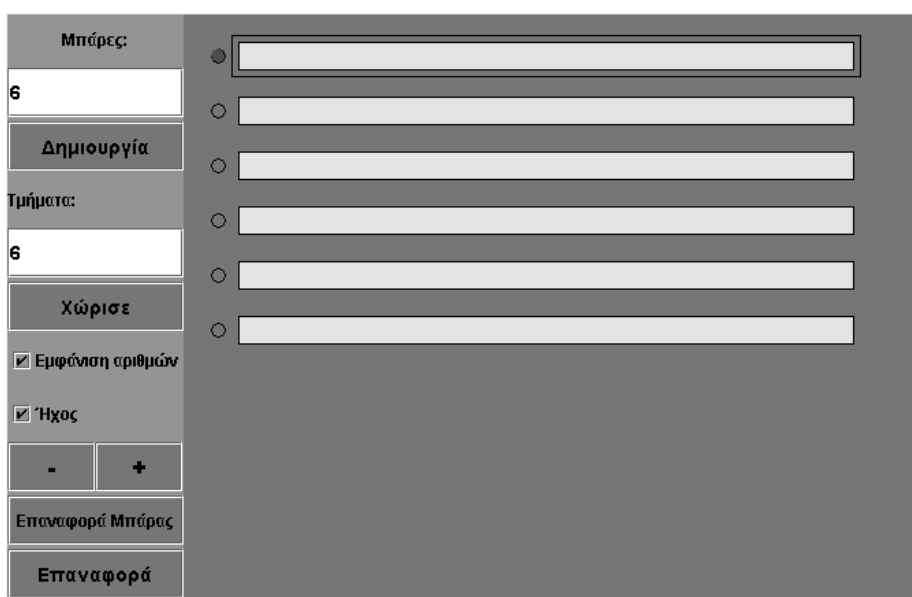 Μπάρες:
6
Δημιουργία
Τμήματα:
6
Χώρισε
Εμφάνιση αριθμών
Ήχος
- +
Επαναφορά Μπάρας
Επαναφορά